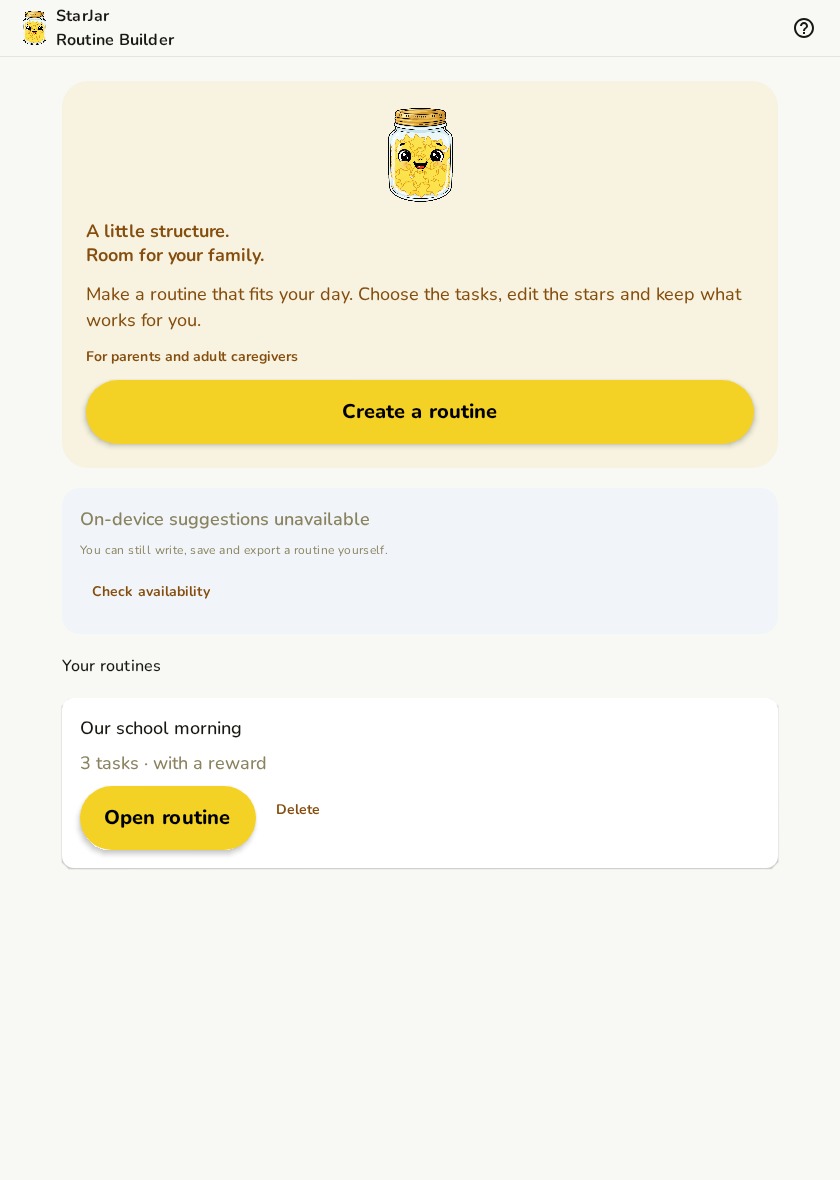 StarJar
Routine Builder
A little structure.
Room for your family.
Make a routine that fits your day. Choose the tasks, edit the stars and keep what
works for you.
For parents and adult caregivers
Create a routine
On-device suggestions unavailable
You can still write, save and export a routine yourself.
Check availability
Your routines
Our school morning
3 tasks · with a reward
Open routine
Delete